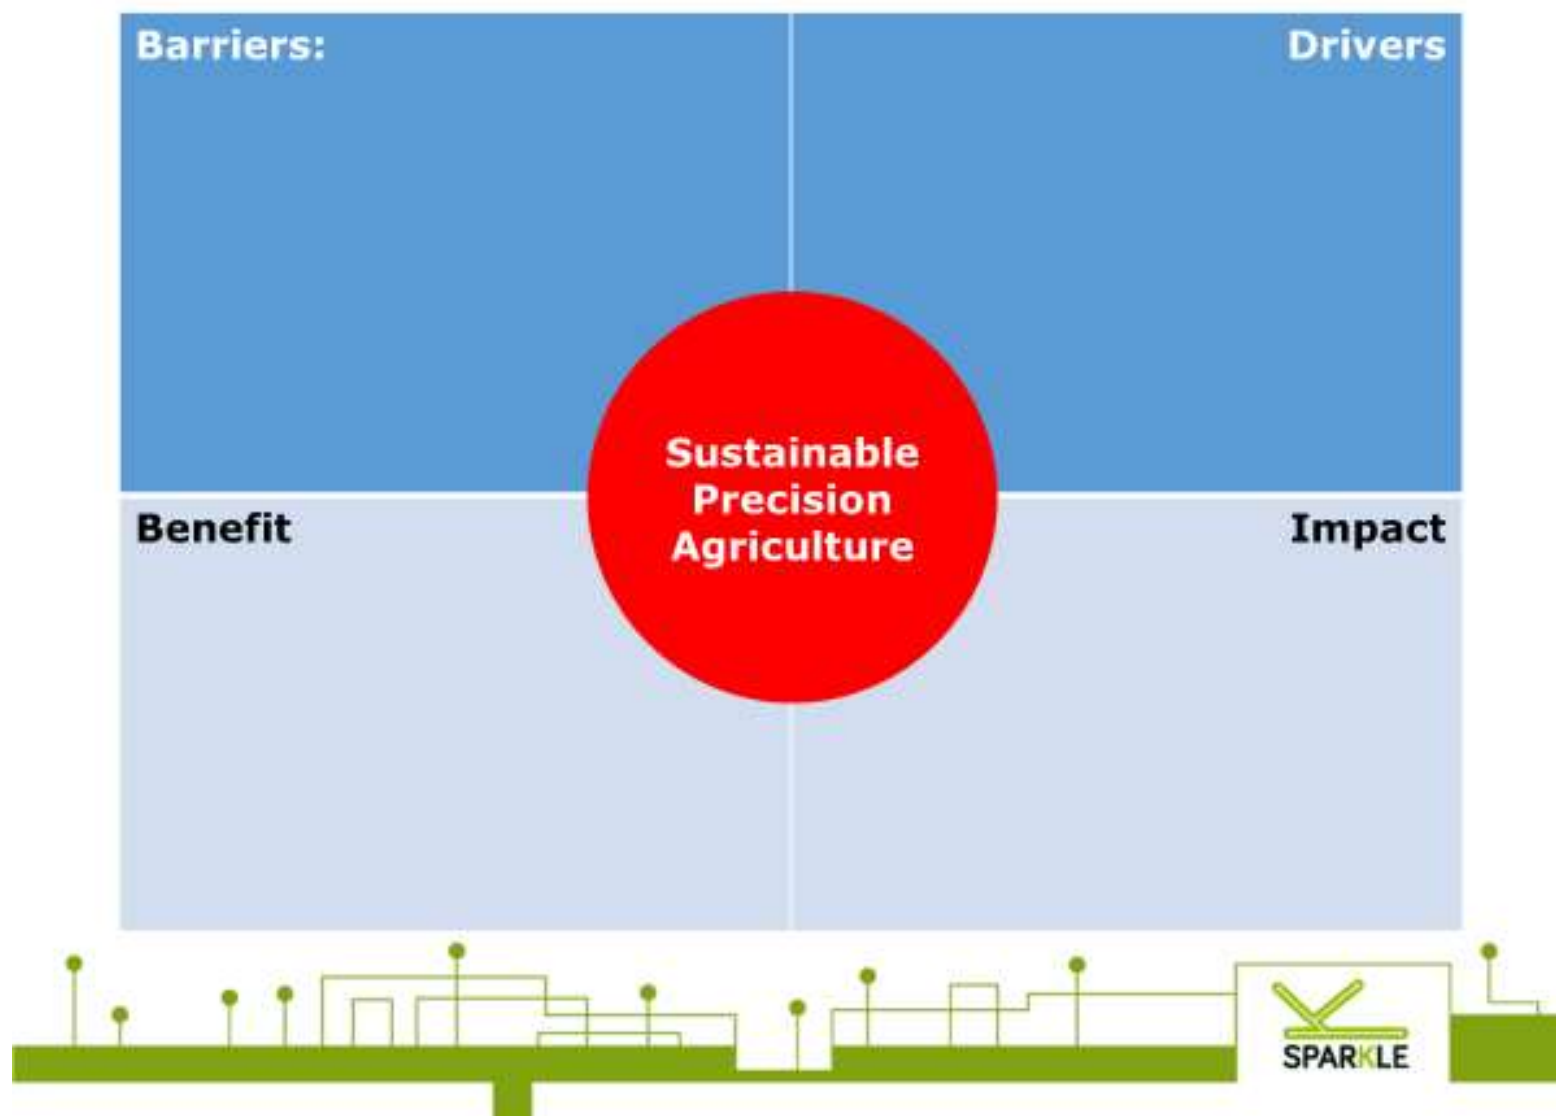 Barriers:
Drivers
Sustainable
Precision
Agriculture
Benefit
Impact
SPARKLE